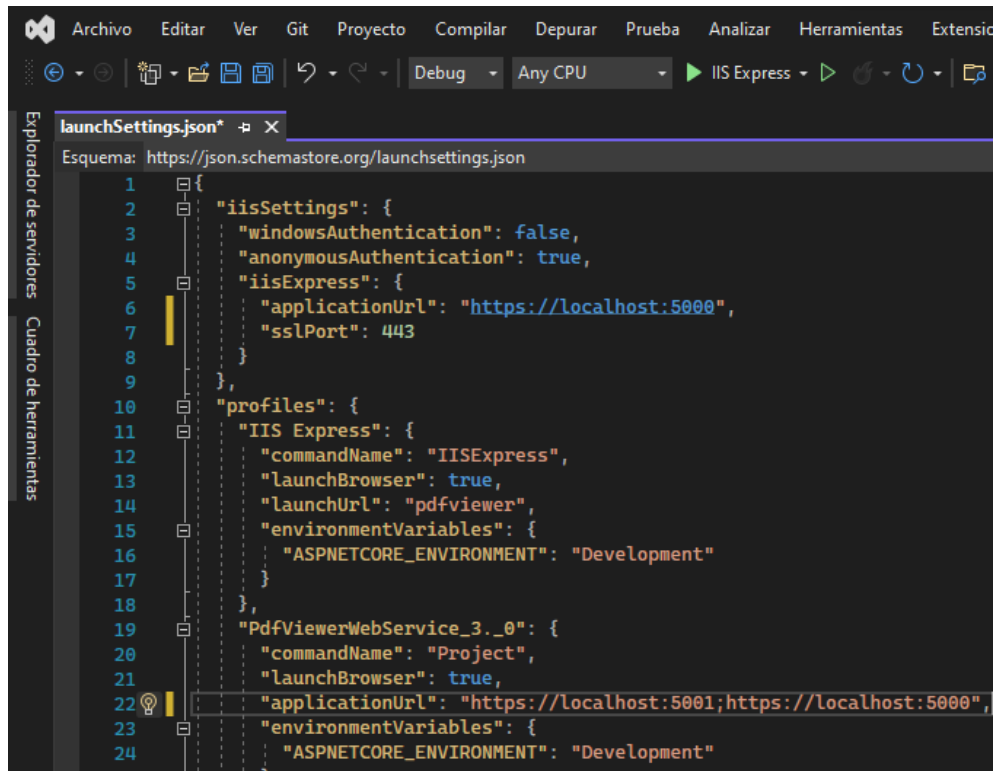 Archivo Editar Ver Git Proyecto Compilar Depurar Prueba Analizar Herramientas Extensio
Debug Any CPU IIS Express
Explorador de servidores
Cuadro de herramientas
launchSettings.json*
Esquema: https://json.schemastore.org/launchsettings.json
1 {
2 "iisSettings": {
3 "windowsAuthentication": false,
4 "anonymousAuthentication": true,
5 "iisExpress": {
6 "applicationUrl": "https://localhost:5000",
7 "sslPort": 443
8 }
9 },
10 "profiles": {
11 "IIS Express": {
12 "commandName": "IISExpress",
13 "launchBrowser": true,
14 "launchUrl": "pdfviewer",
15 "environmentVariables": {
16 "ASPNETCORE_ENVIRONMENT": "Development"
17 }
18 },
19 "PdfViewerWebService_3._0": {
20 "commandName": "Project",
21 "launchBrowser": true,
22 "applicationUrl": "https://localhost:5001;https://localhost:5000",
23 "environmentVariables": {
24 "ASPNETCORE_ENVIRONMENT": "Development"